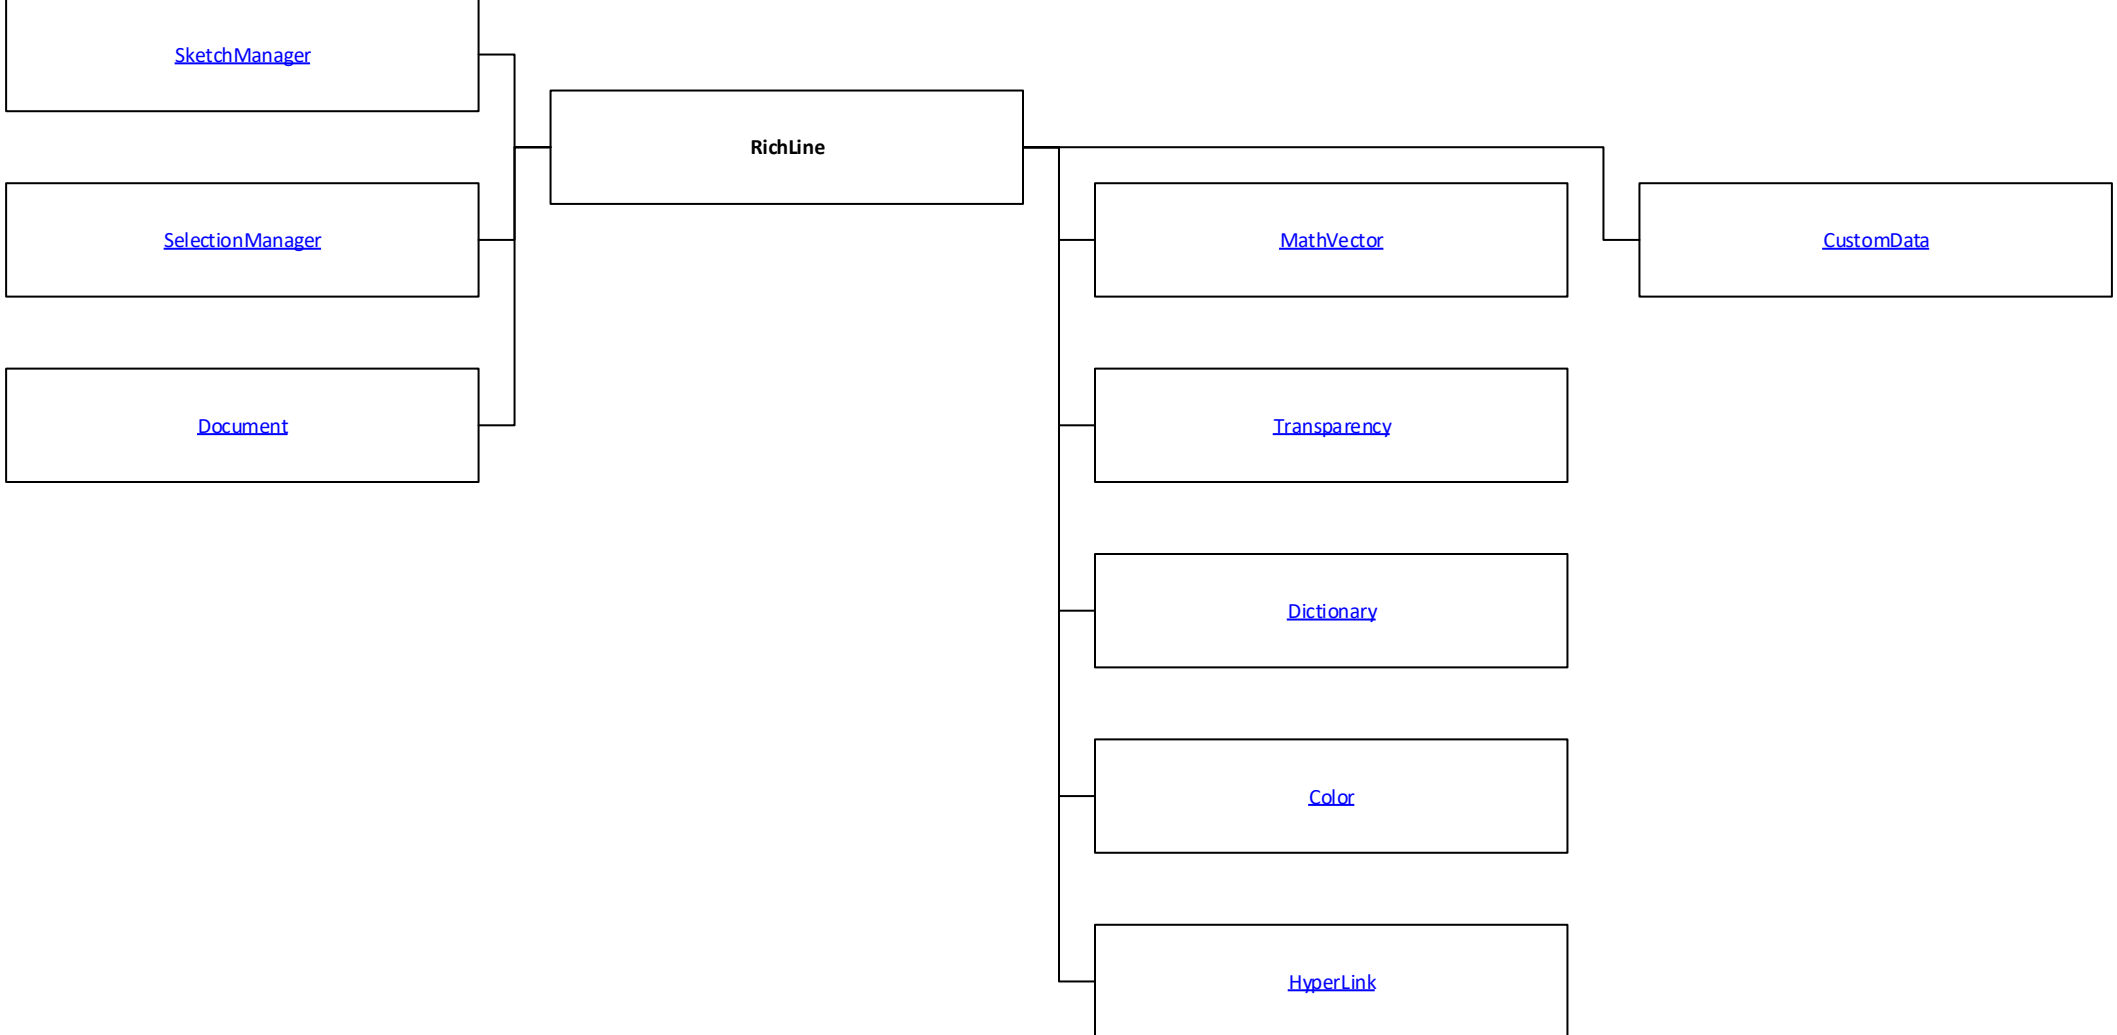 SketchManager
RichLine
SelectionManager
MathVector
CustomData
Document
Transparency
Dictionary
Color
HyperLink